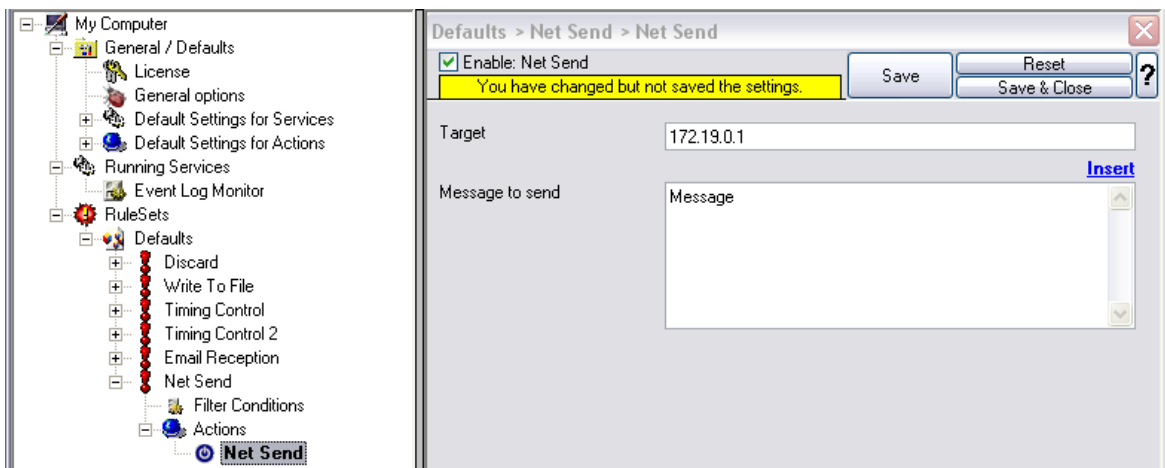 My Computer
General / Defaults
License
General options
Default Settings for Services
Default Settings for Actions
Running Services
Event Log Monitor
RuleSets
Defaults
Discard
Write To File
Timing Control
Timing Control 2
Email Reception
Net Send
Filter Conditions
Actions
Net Send
Defaults > Net Send > Net Send
Enable: Net Send
You have changed but not saved the settings.
Save
Reset
Save & Close
?
Target
172.19.0.1
Insert
Message to send
Message